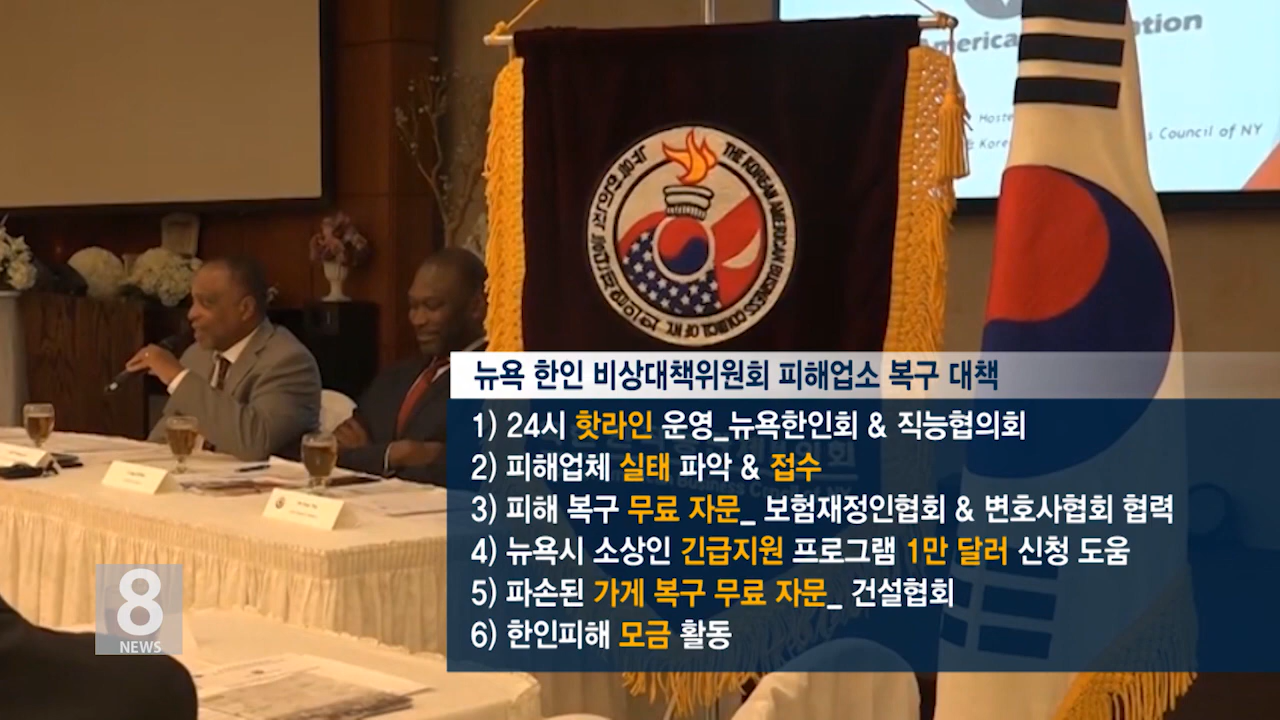 America
tion
Hoste
& Kore
s Council of NY
THE KOREAN AMERICAN BUSINESS COUNCIL OF NY
뉴욕 한인 비상대책위원회 피해업소 복구 대책
1) 24시 핫라인 운영_뉴욕한인회 & 직능협의회
2) 피해업체 실태 파악 & 접수
3) 피해 복구 무료 자문_ 보험재정인협회 & 변호사협회 협력
4) 뉴욕시 소상인 긴급지원 프로그램 1만 달러 신청 도움
5) 파손된 가게 복구 무료 자문_ 건설협회
6) 한인피해 모금 활동
8
NEWS